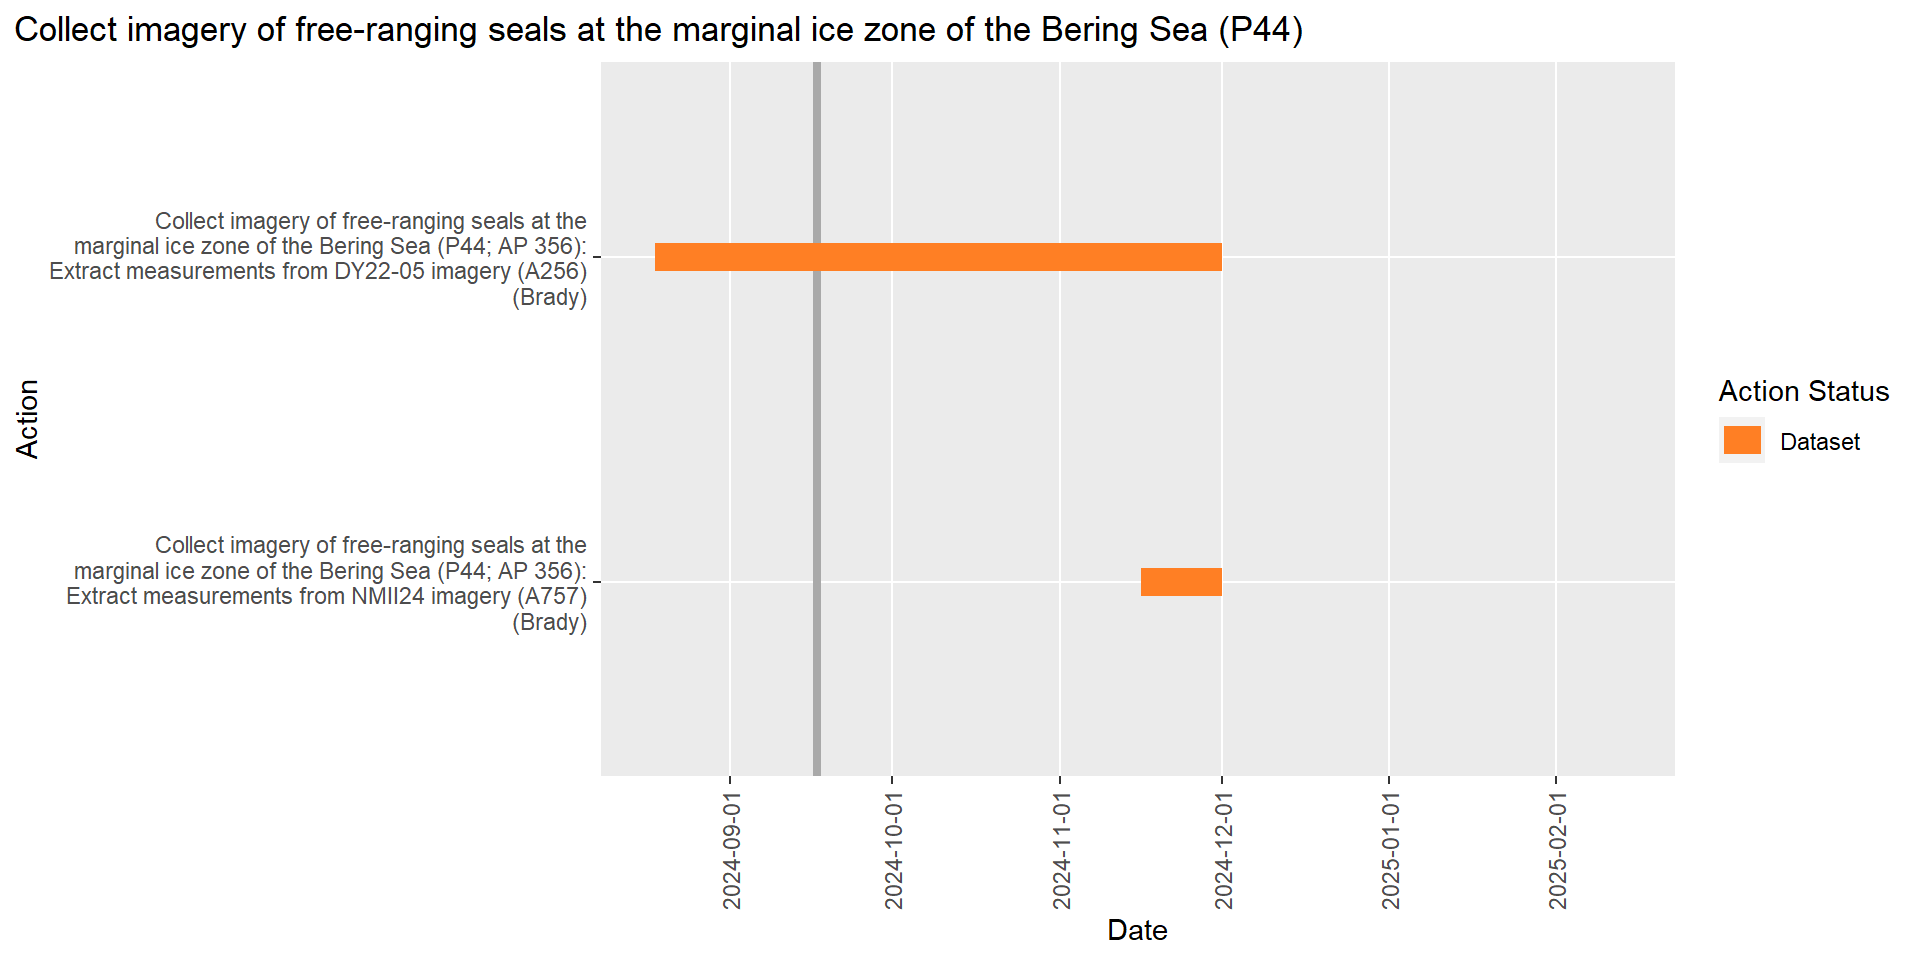 Collect imagery of free-ranging seals at the marginal ice zone of the Bering Sea (P44)
Collect imagery of free-ranging seals at the
marginal ice zone of the Bering Sea (P44; AP 356):
Extract measurements from DY22-05 imagery (A256)
(Brady)
Action
Collect imagery of free-ranging seals at the
marginal ice zone of the Bering Sea (P44; AP 356):
Extract measurements from NMII24 imagery (A757)
(Brady)
Action Status
Dataset
2024-09-01
2024-10-01
2024-11-01
2024-12-01
2025-01-01
2025-02-01
Date